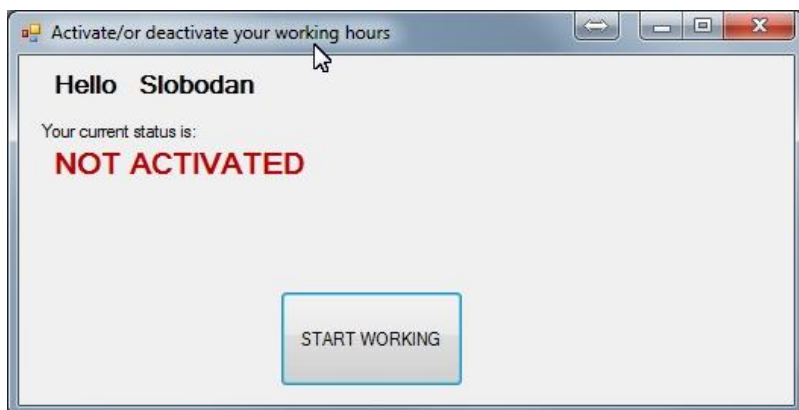 Activate/or deactivate your working hours
Hello Slobodan
Your current status is:
NOT ACTIVATED
START WORKING